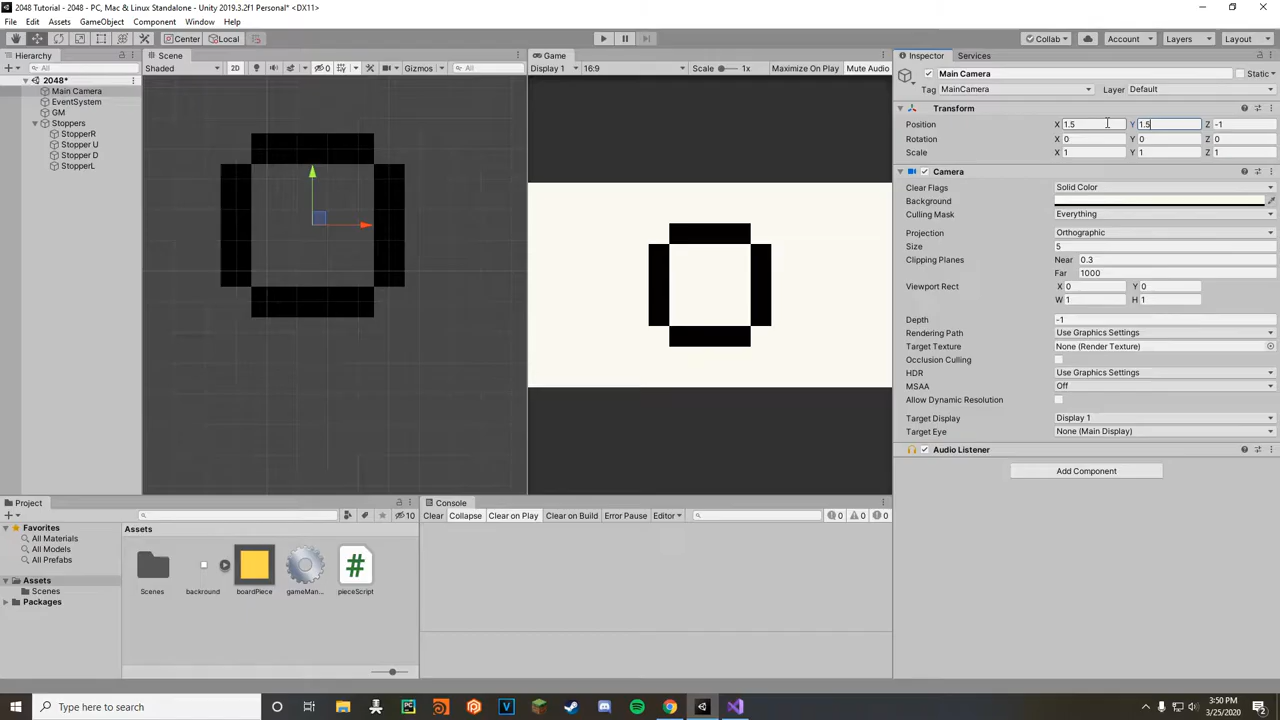 2048 Tutorial - 2048 - PC, Mac & Linux Standalone - Unity 2019.3.2f1 Personal* <DX11>
File Edit Assets GameObject Component Window Help
Center Local Collab Account Layers Layout
Hierarchy Scene Game Inspector Services
All Shaded 2D 0 Gizmos All Display 1 16:9 Scale 1x Maximize On Play Mute Audio
Main Camera Static
Tag MainCamera Layer Default
2048*
Main Camera
EventSystem
GM
Stoppers
StopperR
Stopper U
Stopper D
StopperL
Transform
Position X 1.5 Y 1.5 Z -1
Rotation X 0 Y 0 Z 0
Scale X 1 Y 1 Z 1
Camera
Clear Flags Solid Color
Background
Culling Mask Everything
Projection Orthographic
Size 5
Clipping Planes Near 0.3
Far 1000
Viewport Rect X 0 Y 0
W 1 H 1
Depth -1
Rendering Path Use Graphics Settings
Target Texture None (Render Texture)
Occlusion Culling
HDR Use Graphics Settings
MSAA Off
Allow Dynamic Resolution
Target Display Display 1
Target Eye None (Main Display)
Audio Listener
Add Component
Project Console
10 Clear Collapse Clear on Play Clear on Build Error Pause Editor 0 0 0
Favorites
All Materials
All Models
All Prefabs
Assets
Scenes
Packages
Assets
Scenes backround boardPiece gameMan... pieceScript
Type here to search
3:50 PM
3/25/2020